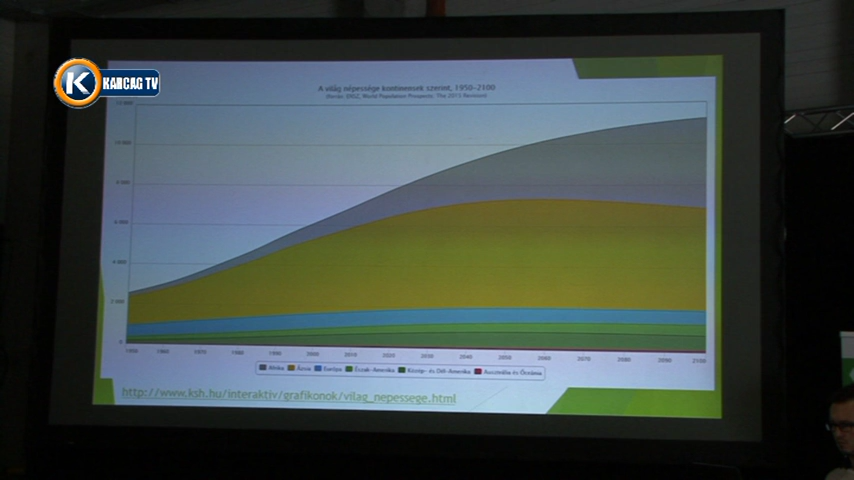 K KARCAG TV
A világ népessége kontinensek szerint, 1950–2100
(forrás: ENSZ, World Population Prospects: The 2015 Revision)
12 000
10 000
8 000
6 000
4 000
2 000
0
1950 1960 1970 1980 1990 2000 2010 2020 2030 2040 2050 2060 2070 2080 2090 2100
Afrika Ázsia Európa Észak-Amerika Közép- és Dél-Amerika Ausztrália és Óceánia
http://www.ksh.hu/interaktiv/grafikonok/vilag_nepessege.html